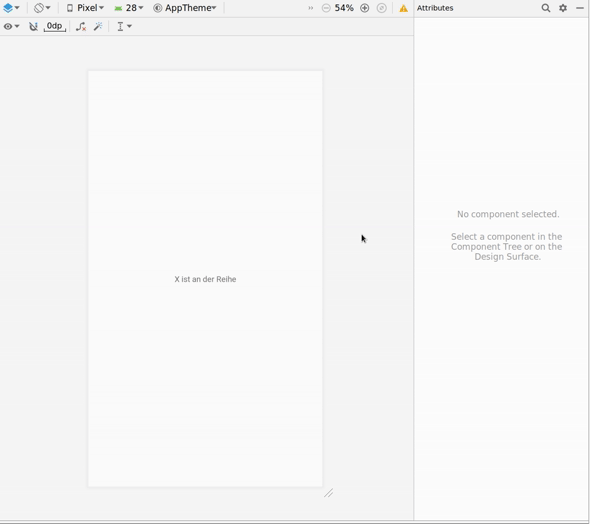 Pixel 28 AppTheme 54% Attributes
0dp
No component selected.
Select a component in the
Component Tree or on the
Design Surface.
X ist an der Reihe